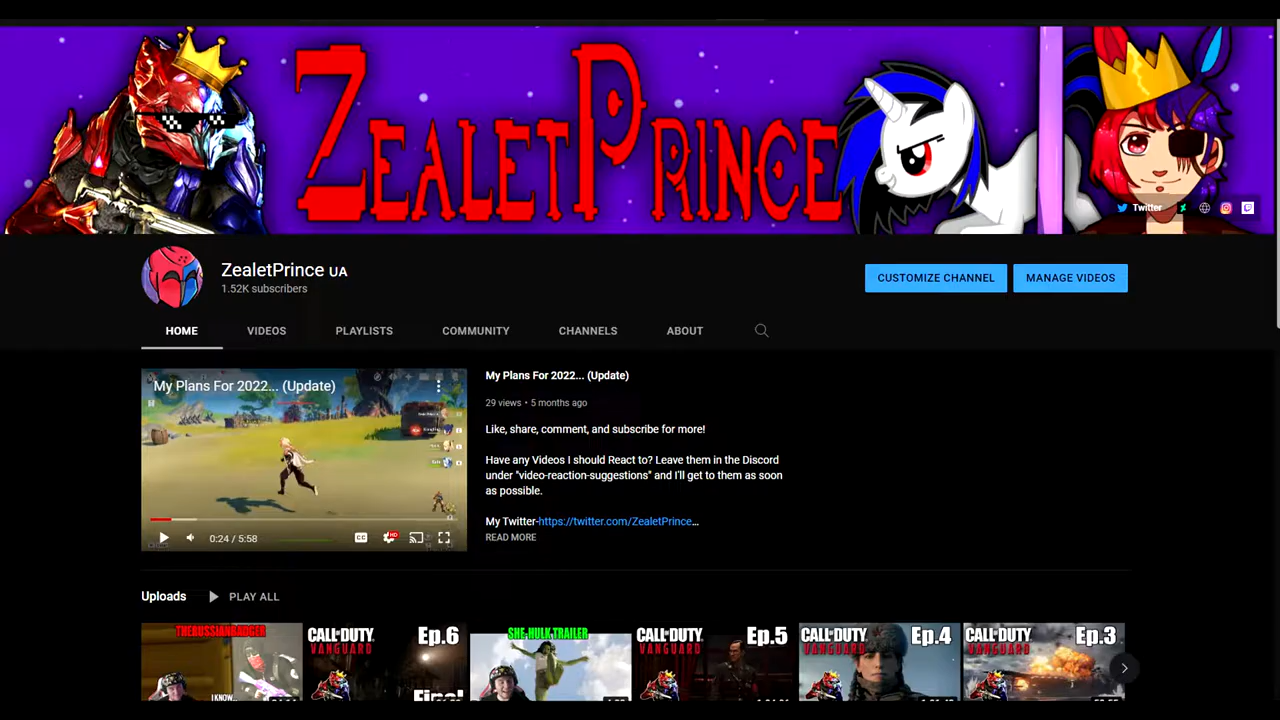 ZEALETPRINCE
Twitter
ZealetPrince UA
1.52K subscribers
CUSTOMIZE CHANNEL
MANAGE VIDEOS
HOME
VIDEOS
PLAYLISTS
COMMUNITY
CHANNELS
ABOUT
My Plans For 2022... (Update)
0:24 / 5:58
CC
HD
My Plans For 2022... (Update)
29 views • 5 months ago
Like, share, comment, and subscribe for more!
Have any Videos I should React to? Leave them in the Discord
under "video-reaction-suggestions" and I'll get to them as soon
as possible.
My Twitter-https://twitter.com/ZealetPrince...
READ MORE
Uploads
PLAY ALL
THERUSSIANBADGER
I KNOW...
CALL OF DUTY
VANGUARD
Ep.6
Final
SHE-HULK TRAILER
CALL OF DUTY
VANGUARD
Ep.5
CALL OF DUTY
VANGUARD
Ep.4
CALL OF DUTY
VANGUARD
Ep.3